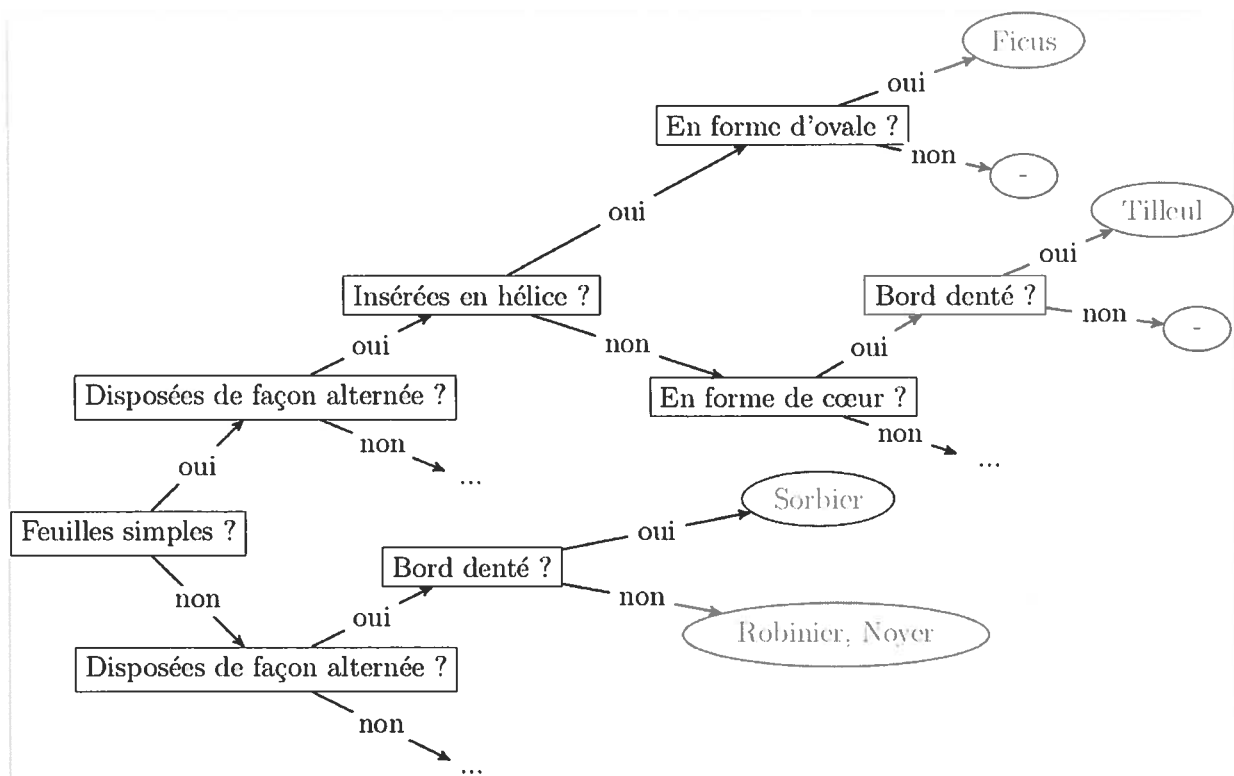 Ficus
oui
En forme d'ovale ?
non
-
oui
Tilleul
oui
Insérées en hélice ?
Bord denté ?
non
-
oui
non
oui
Disposées de façon alternée ?
En forme de cœur ?
non
...
non
...
oui
Sorbier
Feuilles simples ?
oui
Bord denté ?
non
non
oui
Robinier, Noyer
Disposées de façon alternée ?
non
...